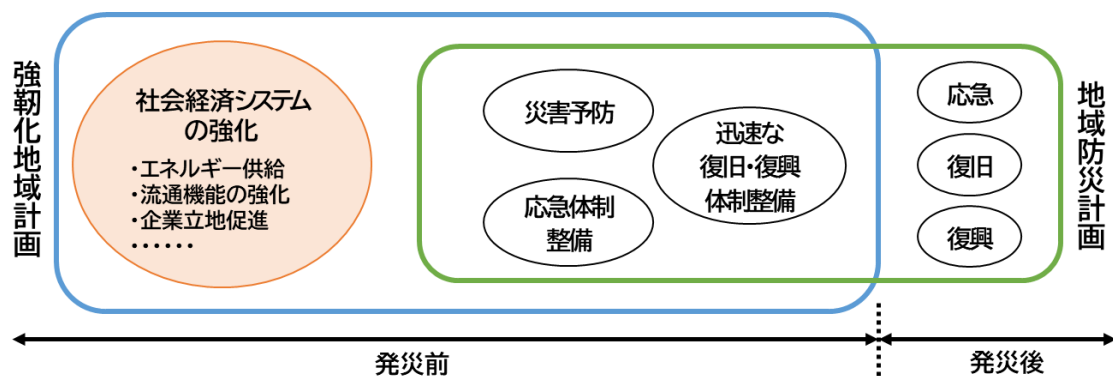 強靭化地域計画
社会経済システム
の強化
・エネルギー供給
・流通機能の強化
・企業立地促進
・・・・・・
災害予防
応急体制
整備
迅速な
復旧・復興
体制整備
応急
復旧
復興
地域防災計画
発災前
発災後